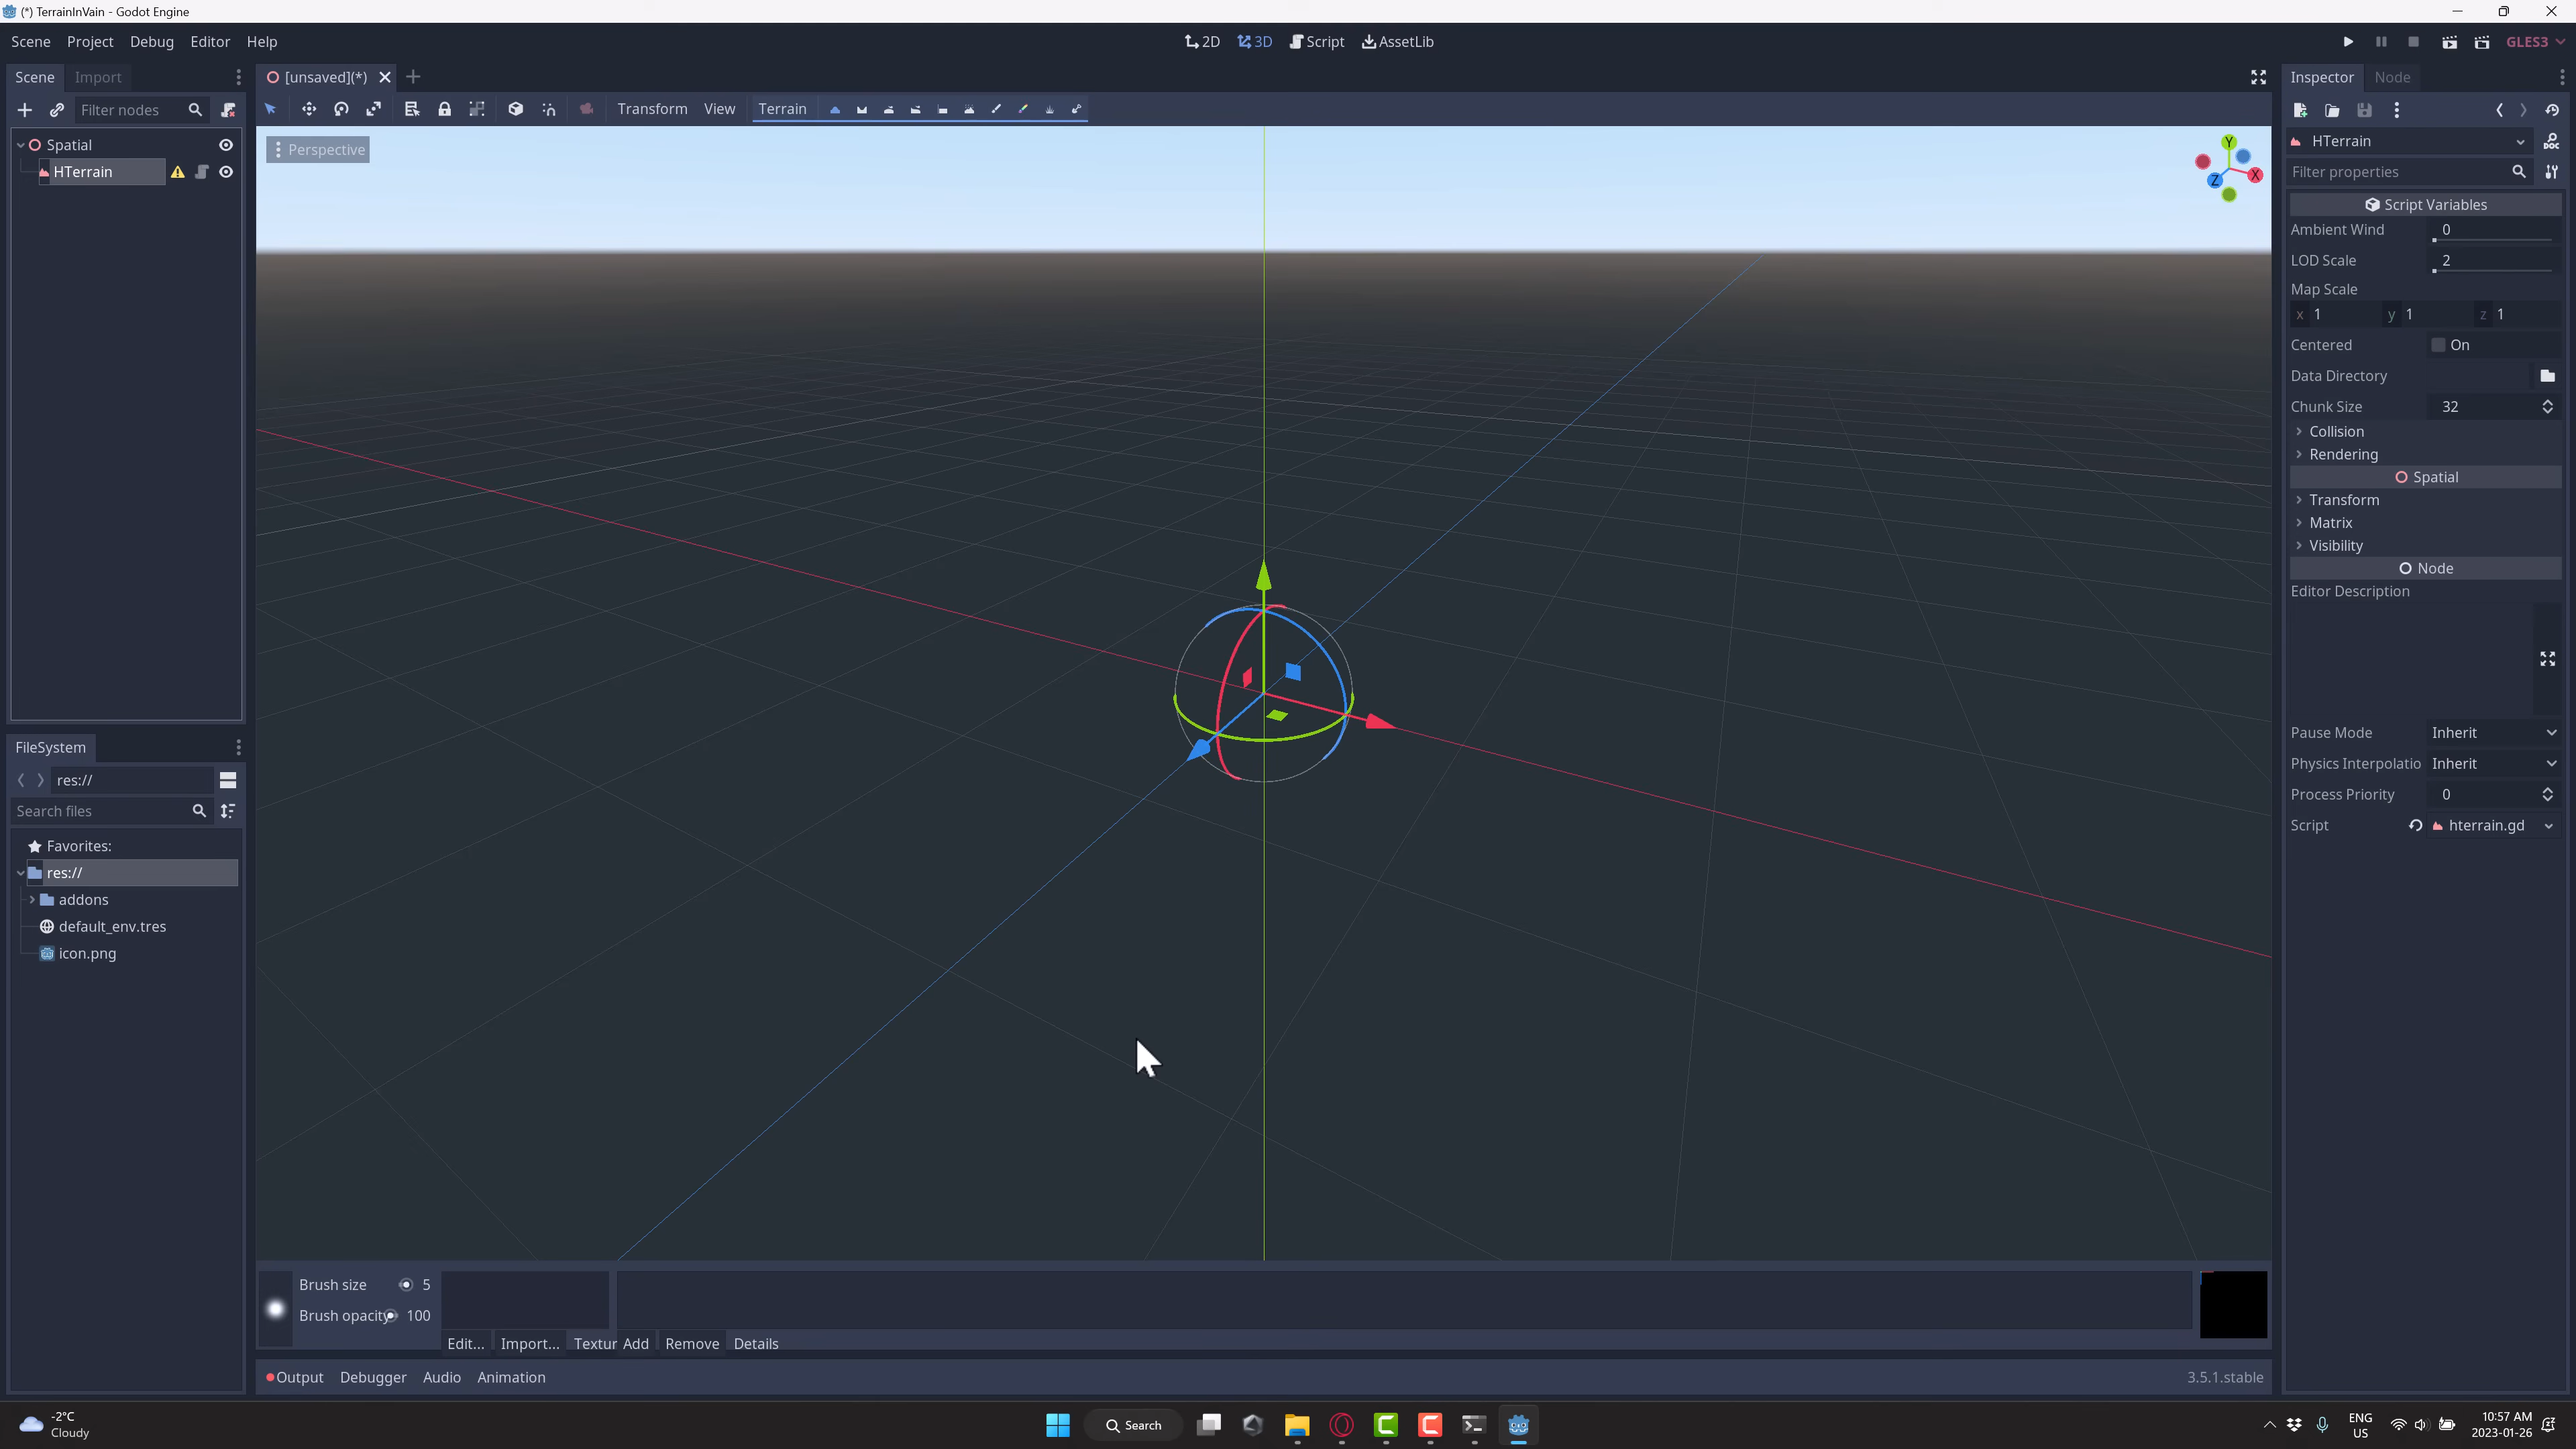 (*) TerrainInVain - Godot Engine
Scene Project Debug Editor Help
2D 3D Script AssetLib
GLES3
Scene Import
[unsaved](*)
Inspector Node
Filter nodes
Transform View Terrain
Spatial
HTerrain
Perspective
Y
X
Z
HTerrain
Filter properties
Script Variables
Ambient Wind 0
LOD Scale 2
Map Scale
x 1 y 1 z 1
Centered On
Data Directory
Chunk Size 32
Collision
Rendering
Spatial
Transform
Matrix
Visibility
Node
Editor Description
Pause Mode Inherit
Physics Interpolatio Inherit
Process Priority 0
Script hterrain.gd
FileSystem
res://
Search files
Favorites:
res://
addons
default_env.tres
icon.png
Brush size 5
Brush opacity 100
Edit... Import... Textur Add Remove Details
Output Debugger Audio Animation
3.5.1.stable
-2°C
Cloudy
Search
ENG
US
10:57 AM
2023-01-26